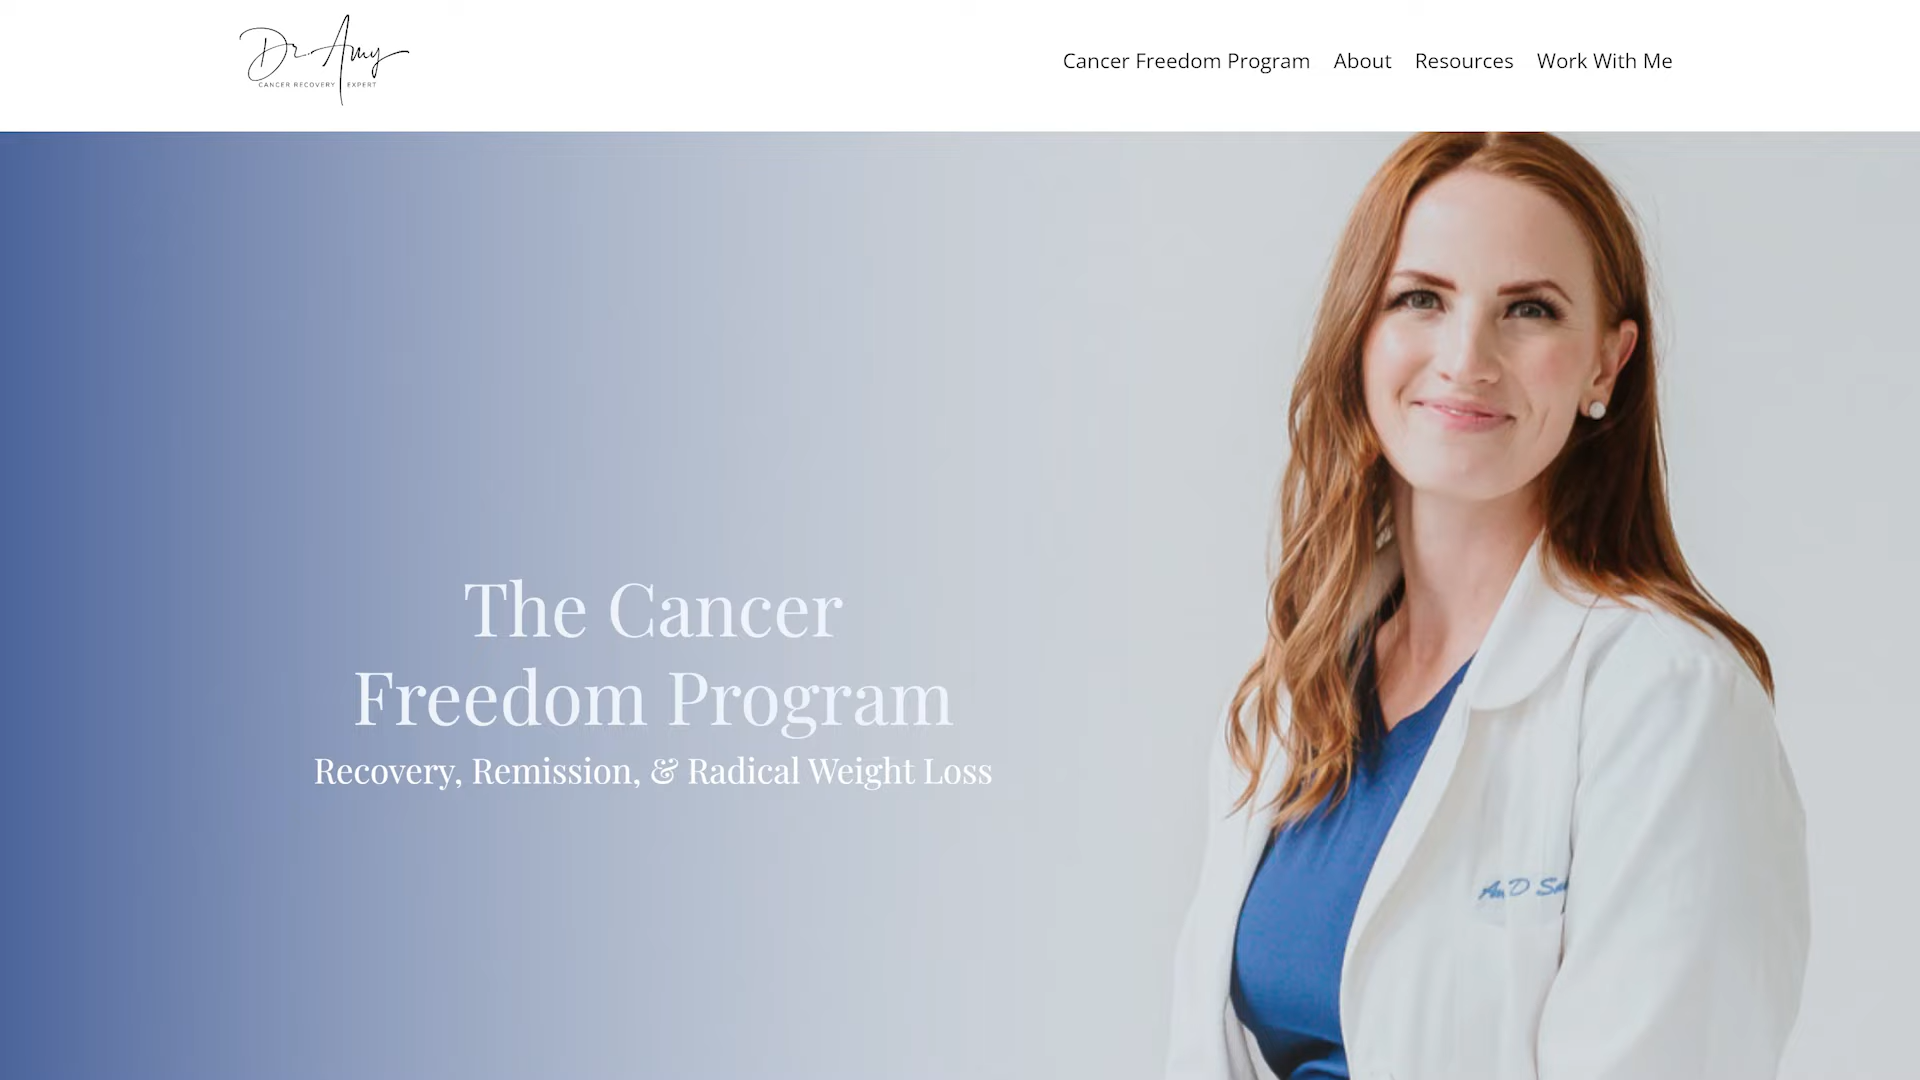 Dr. Amy
CANCER RECOVERY EXPERT
Cancer Freedom Program About Resources Work With Me
The Cancer
Freedom Program
Recovery, Remission, & Radical Weight Loss